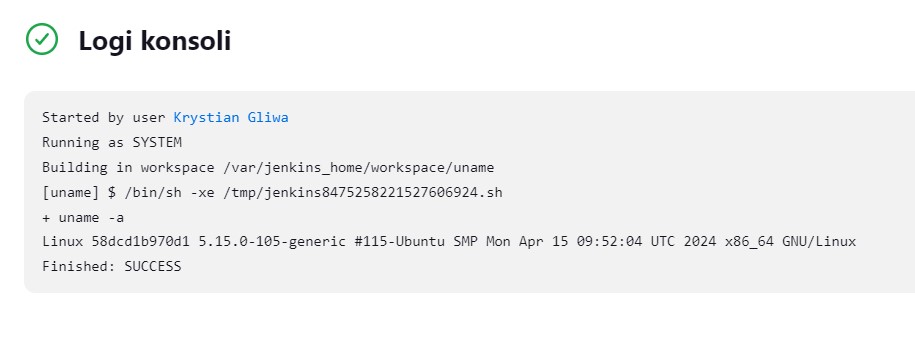 Logi konsoli
Started by user Krystian Gliwa
Running as SYSTEM
Building in workspace /var/jenkins_home/workspace/uname
[uname] $ /bin/sh -xe /tmp/jenkins8475258221527606924.sh
+ uname -a
Linux 58dcd1b970d1 5.15.0-105-generic #115-Ubuntu SMP Mon Apr 15 09:52:04 UTC 2024 x86_64 GNU/Linux
Finished: SUCCESS